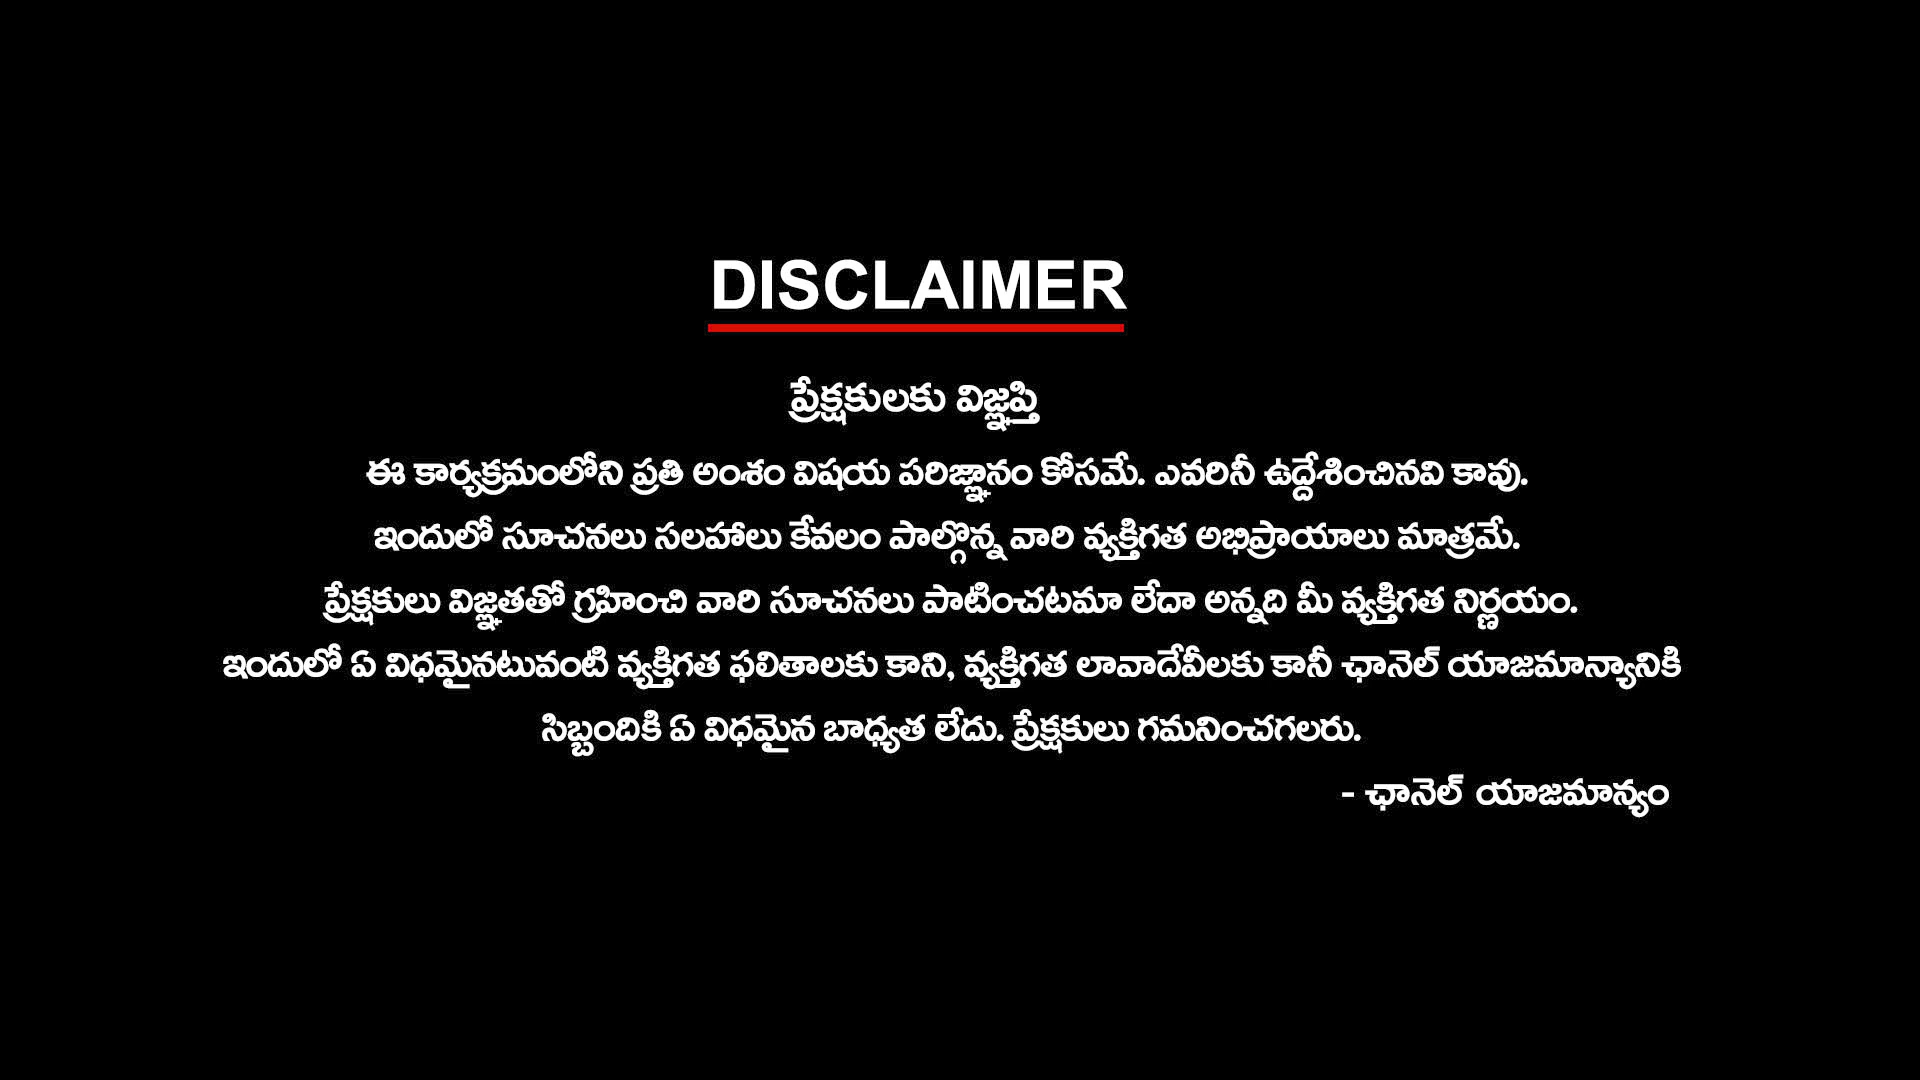 DISCLAIMER
ప్రేక్షకులకు విజ్ఞప్తి
ఈ కార్యక్రమంలోని ప్రతి అంశం విషయ పరిజ్ఞానం కోసమే. ఎవరినీ ఉద్దేశించినవి కావు.
ఇందులో సూచనలు సలహాలు కేవలం పాల్గొన్న వారి వ్యక్తిగత అభిప్రాయాలు మాత్రమే.
ప్రేక్షకులు విజ్ఞతతో గ్రహించి వారి సూచనలు పాటించటమా లేదా అన్నది మీ వ్యక్తిగత నిర్ణయం.
ఇందులో ఏ విధమైనటువంటి వ్యక్తిగత ఫలితాలకు కాని, వ్యక్తిగత లావాదేవీలకు కానీ ఛానెల్ యాజమాన్యానికి
సిబ్బందికి ఏ విధమైన బాధ్యత లేదు. ప్రేక్షకులు గమనించగలరు.
- ఛానెల్ యాజమాన్యం